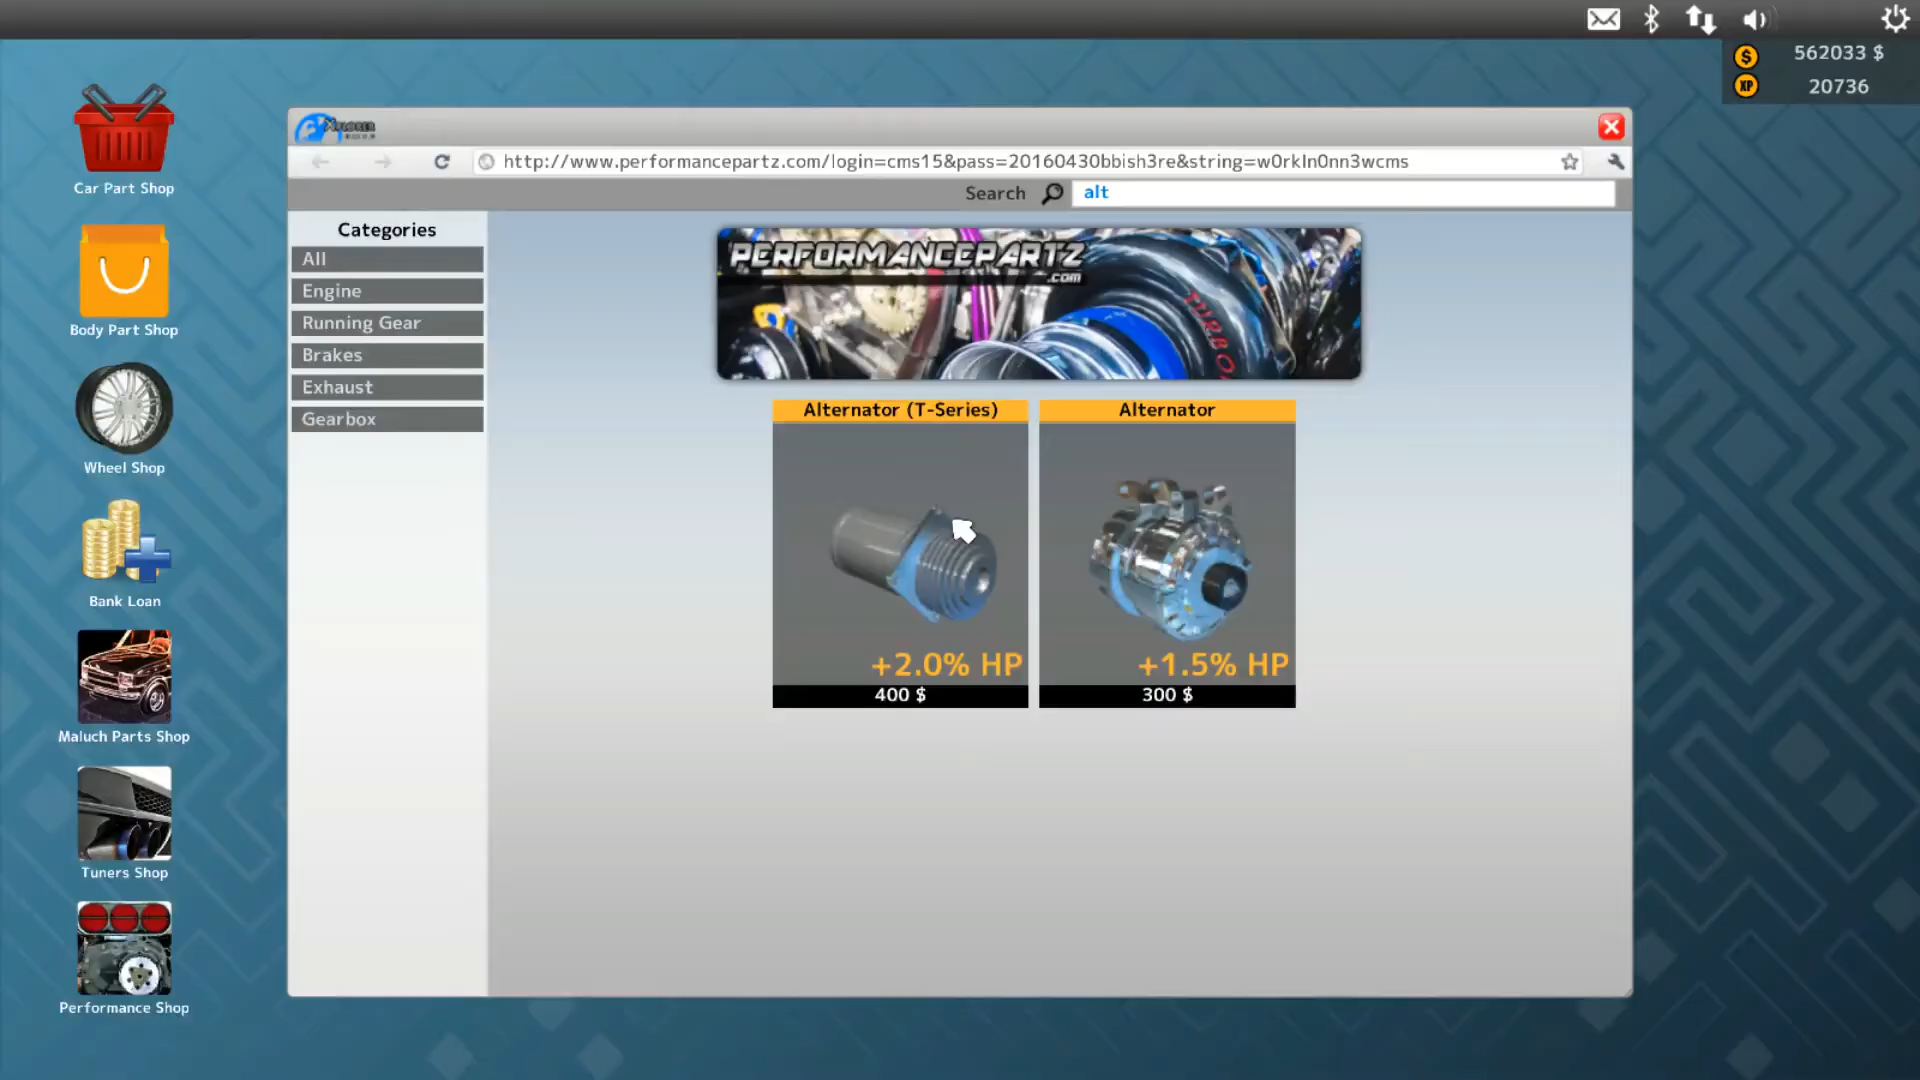 $ 562033 $
XP 20736
Car Part Shop
Body Part Shop
Wheel Shop
Bank Loan
Maluch Parts Shop
Tuners Shop
Performance Shop
http://www.performancepartz.com/login=cms15&pass=20160430bbish3re&string=w0rkIn0nn3wcms
Search alt
Categories
All
Engine
Running Gear
Brakes
Exhaust
Gearbox
PERFORMANCEPARTZ
.COM
TURBO
Alternator (T-Series)
+2.0% HP
400 $
Alternator
+1.5% HP
300 $